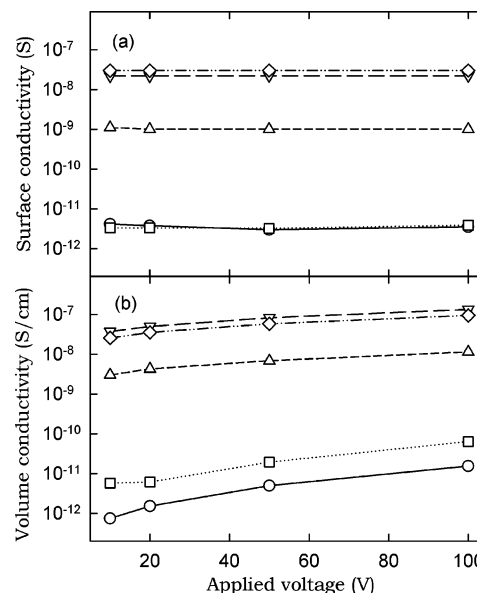 (a)
Surface conductivity (S)
10⁻⁷
10⁻⁸
10⁻⁹
10⁻¹⁰
10⁻¹¹
10⁻¹²
(b)
Volume conductivity (S/cm)
10⁻⁷
10⁻⁸
10⁻⁹
10⁻¹⁰
10⁻¹¹
10⁻¹²
20 40 60 80 100
Applied voltage (V)